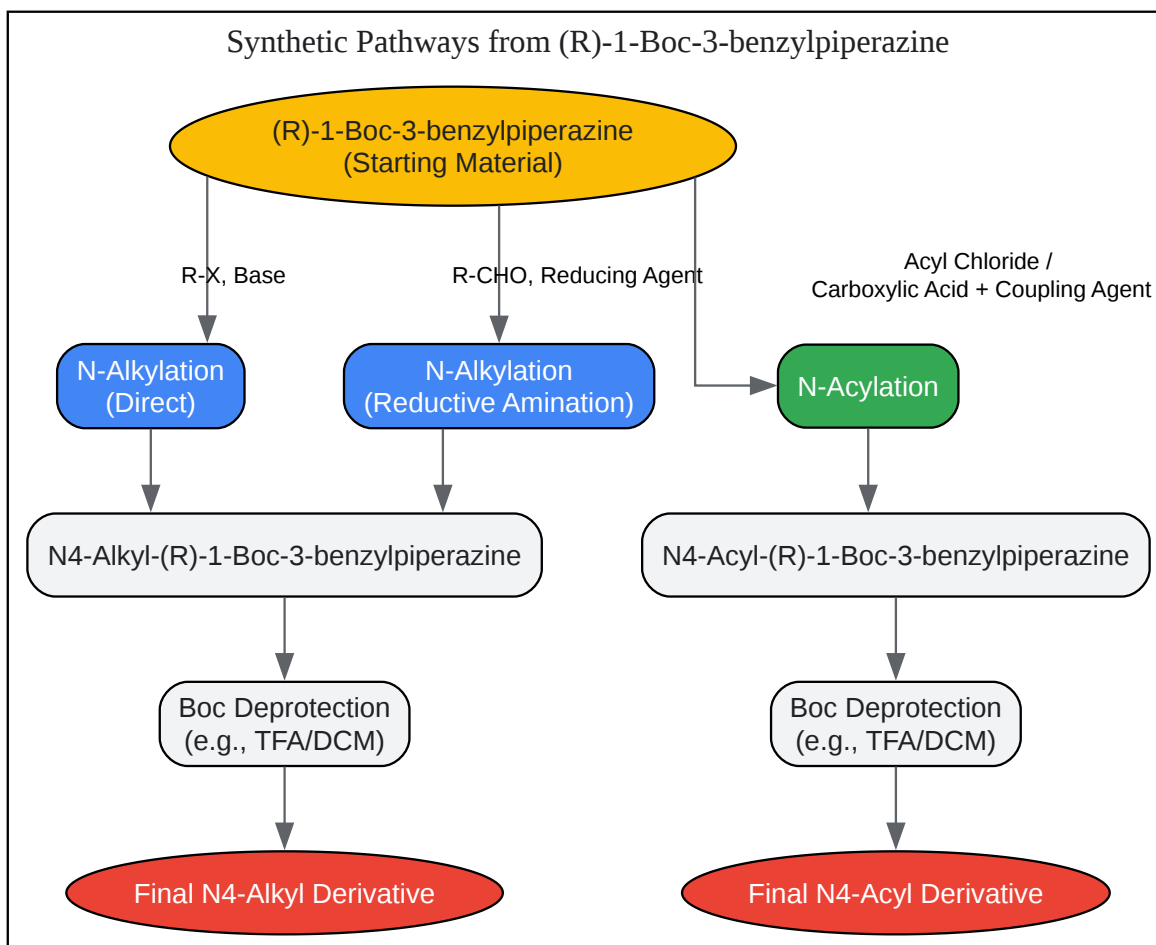 Synthetic Pathways from (R)-1-Boc-3-benzylpiperazine
(R)-1-Boc-3-benzylpiperazine
(Starting Material)
R-X, Base
R-CHO, Reducing Agent
Acyl Chloride /
Carboxylic Acid + Coupling Agent
N-Alkylation
(Direct)
N-Alkylation
(Reductive Amination)
N-Acylation
N4-Alkyl-(R)-1-Boc-3-benzylpiperazine
N4-Acyl-(R)-1-Boc-3-benzylpiperazine
Boc Deprotection
(e.g., TFA/DCM)
Boc Deprotection
(e.g., TFA/DCM)
Final N4-Alkyl Derivative
Final N4-Acyl Derivative